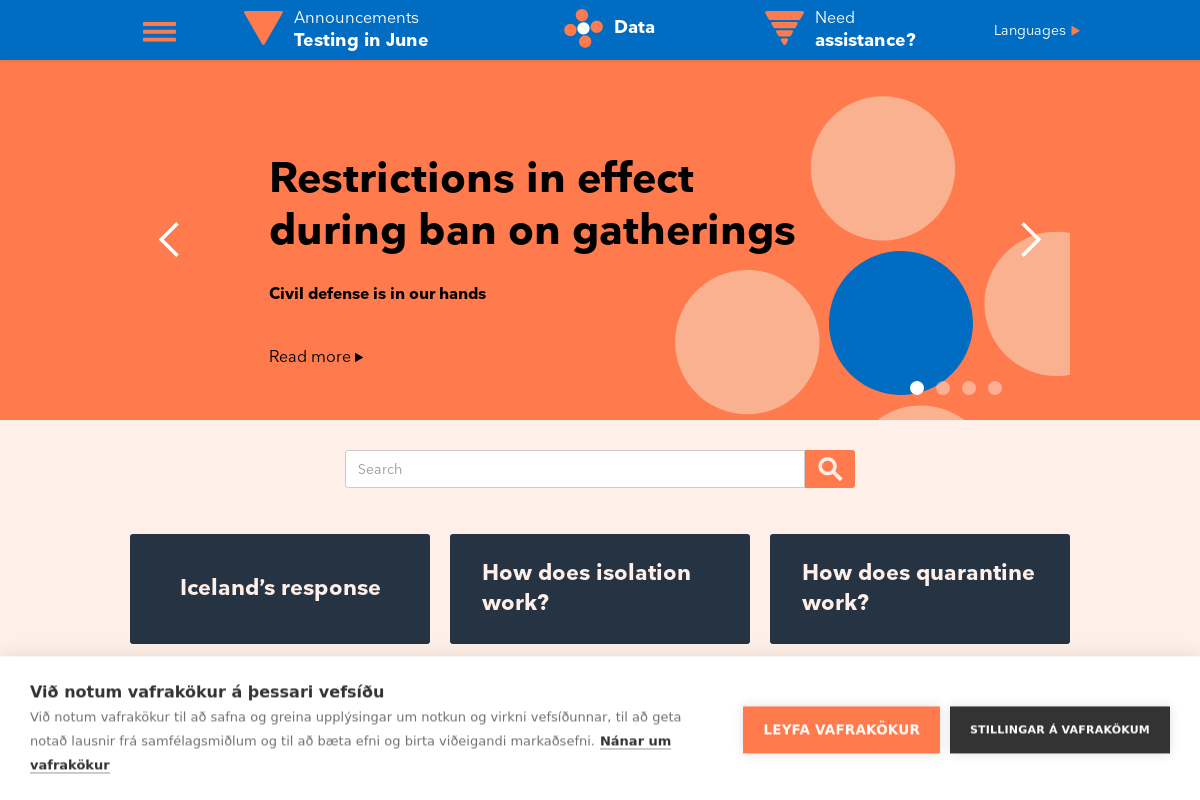 Announcements
Testing in June
Data
Need
assistance?
Languages
Restrictions in effect
during ban on gatherings
Civil defense is in our hands
Read more
Search
Iceland’s response
How does isolation
work?
How does quarantine
work?
Við notum vafrakökur á þessari vefsíðu
Við notum vafrakökur til að safna og greina upplýsingar um notkun og virkni vefsíðunnar, til að geta
notað lausnir frá samfélagsmiðlum og til að bæta efni og birta viðeigandi markaðsefni. Nánar um
vafrakökur
LEYFA VAFRAKÖKUR
STILLINGAR Á VAFRAKÖKUM